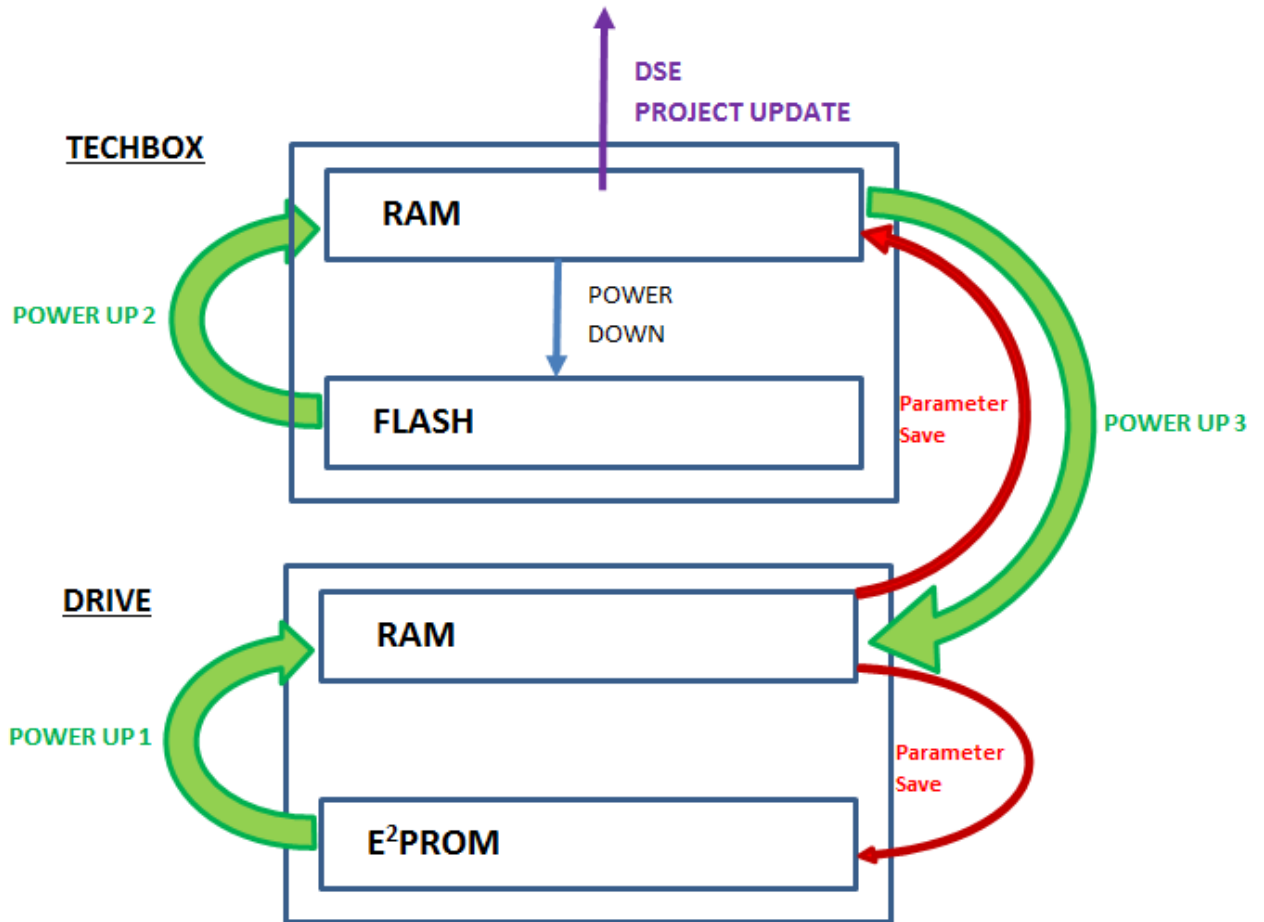 DSE
PROJECT UPDATE
TECHBOX
RAM
POWER UP 2
POWER
DOWN
FLASH
Parameter
Save
POWER UP 3
DRIVE
RAM
POWER UP 1
Parameter
Save
E²PROM